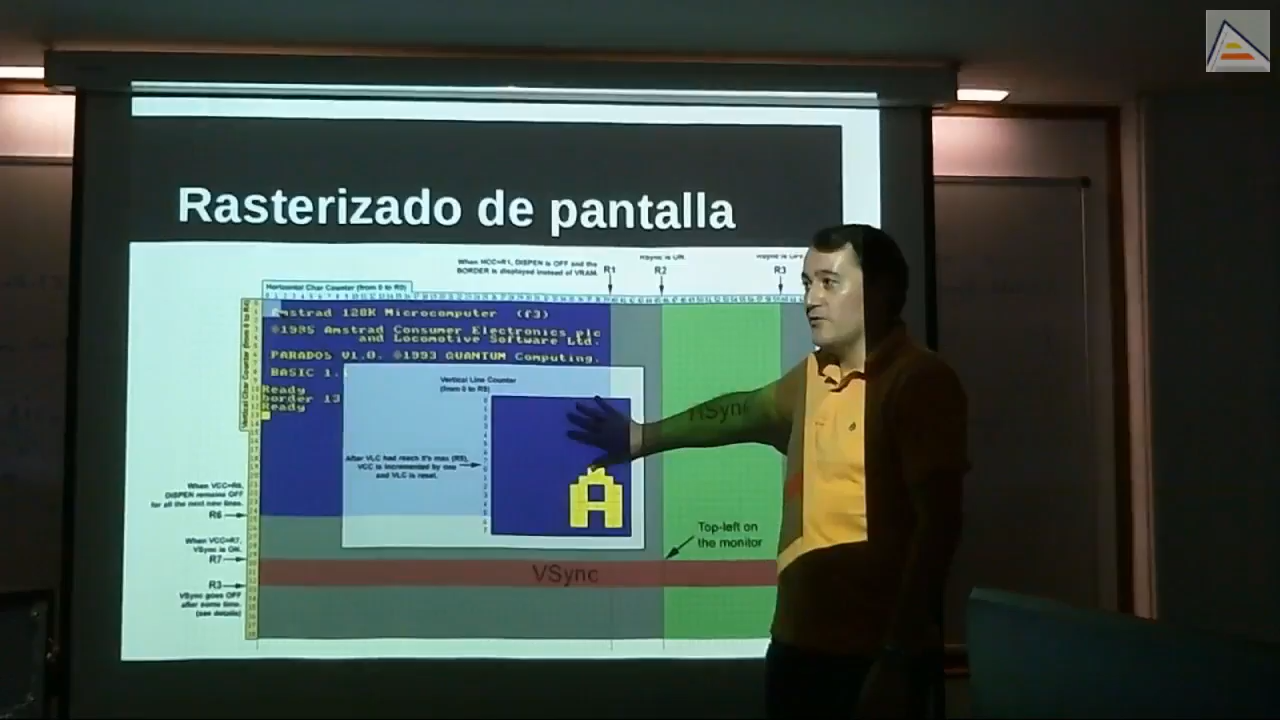 Rasterizado de pantalla
When HCC=R1, DISPEN is OFF and the
BORDER is displayed instead of VRAM.
R1
HSync is ON.
R2
R3
Horizontal Char Counter (from 0 to R0)
Vertical Char Counter (from 0 to R4)
Amstrad 128K Microcomputer (f3)
©1985 Amstrad Consumer Electronics plc
and Locomotive Software Ltd.
PARADOS V1.0. ©1993 QUANTUM Computing.
BASIC 1.
Ready
border 13
Ready
Vertical Line Counter
(from 0 to R9)
After VLC had reach it's max (R9),
VCC is incremented by one
and VLC is reset.
A
HSync
When VCC=R6,
DISPEN remains OFF
for all the next new lines.
R6
Top-left on
the monitor
When VCC=R7,
VSync is ON.
R7
VSync
R3
VSync goes OFF
after some time.
(see details)